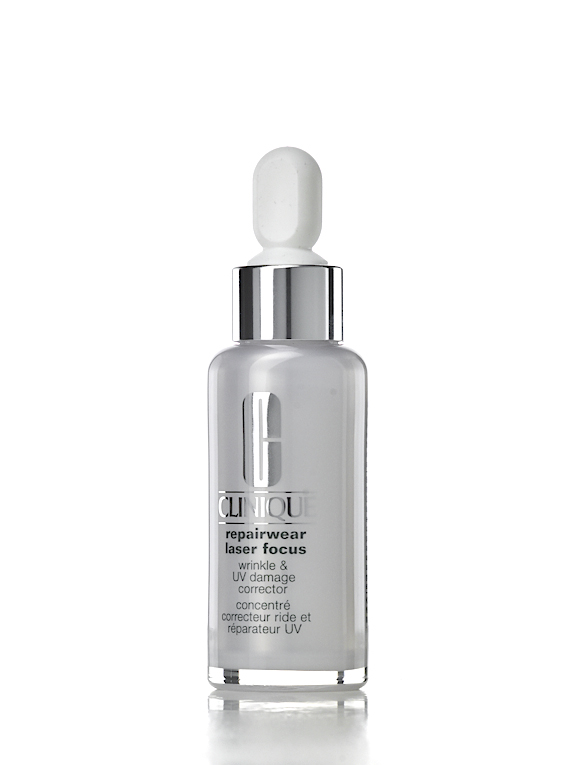 CLINIQUE
repairwear
laser focus
wrinkle &
UV damage
corrector
concentré
correcteur ride et
réparateur UV